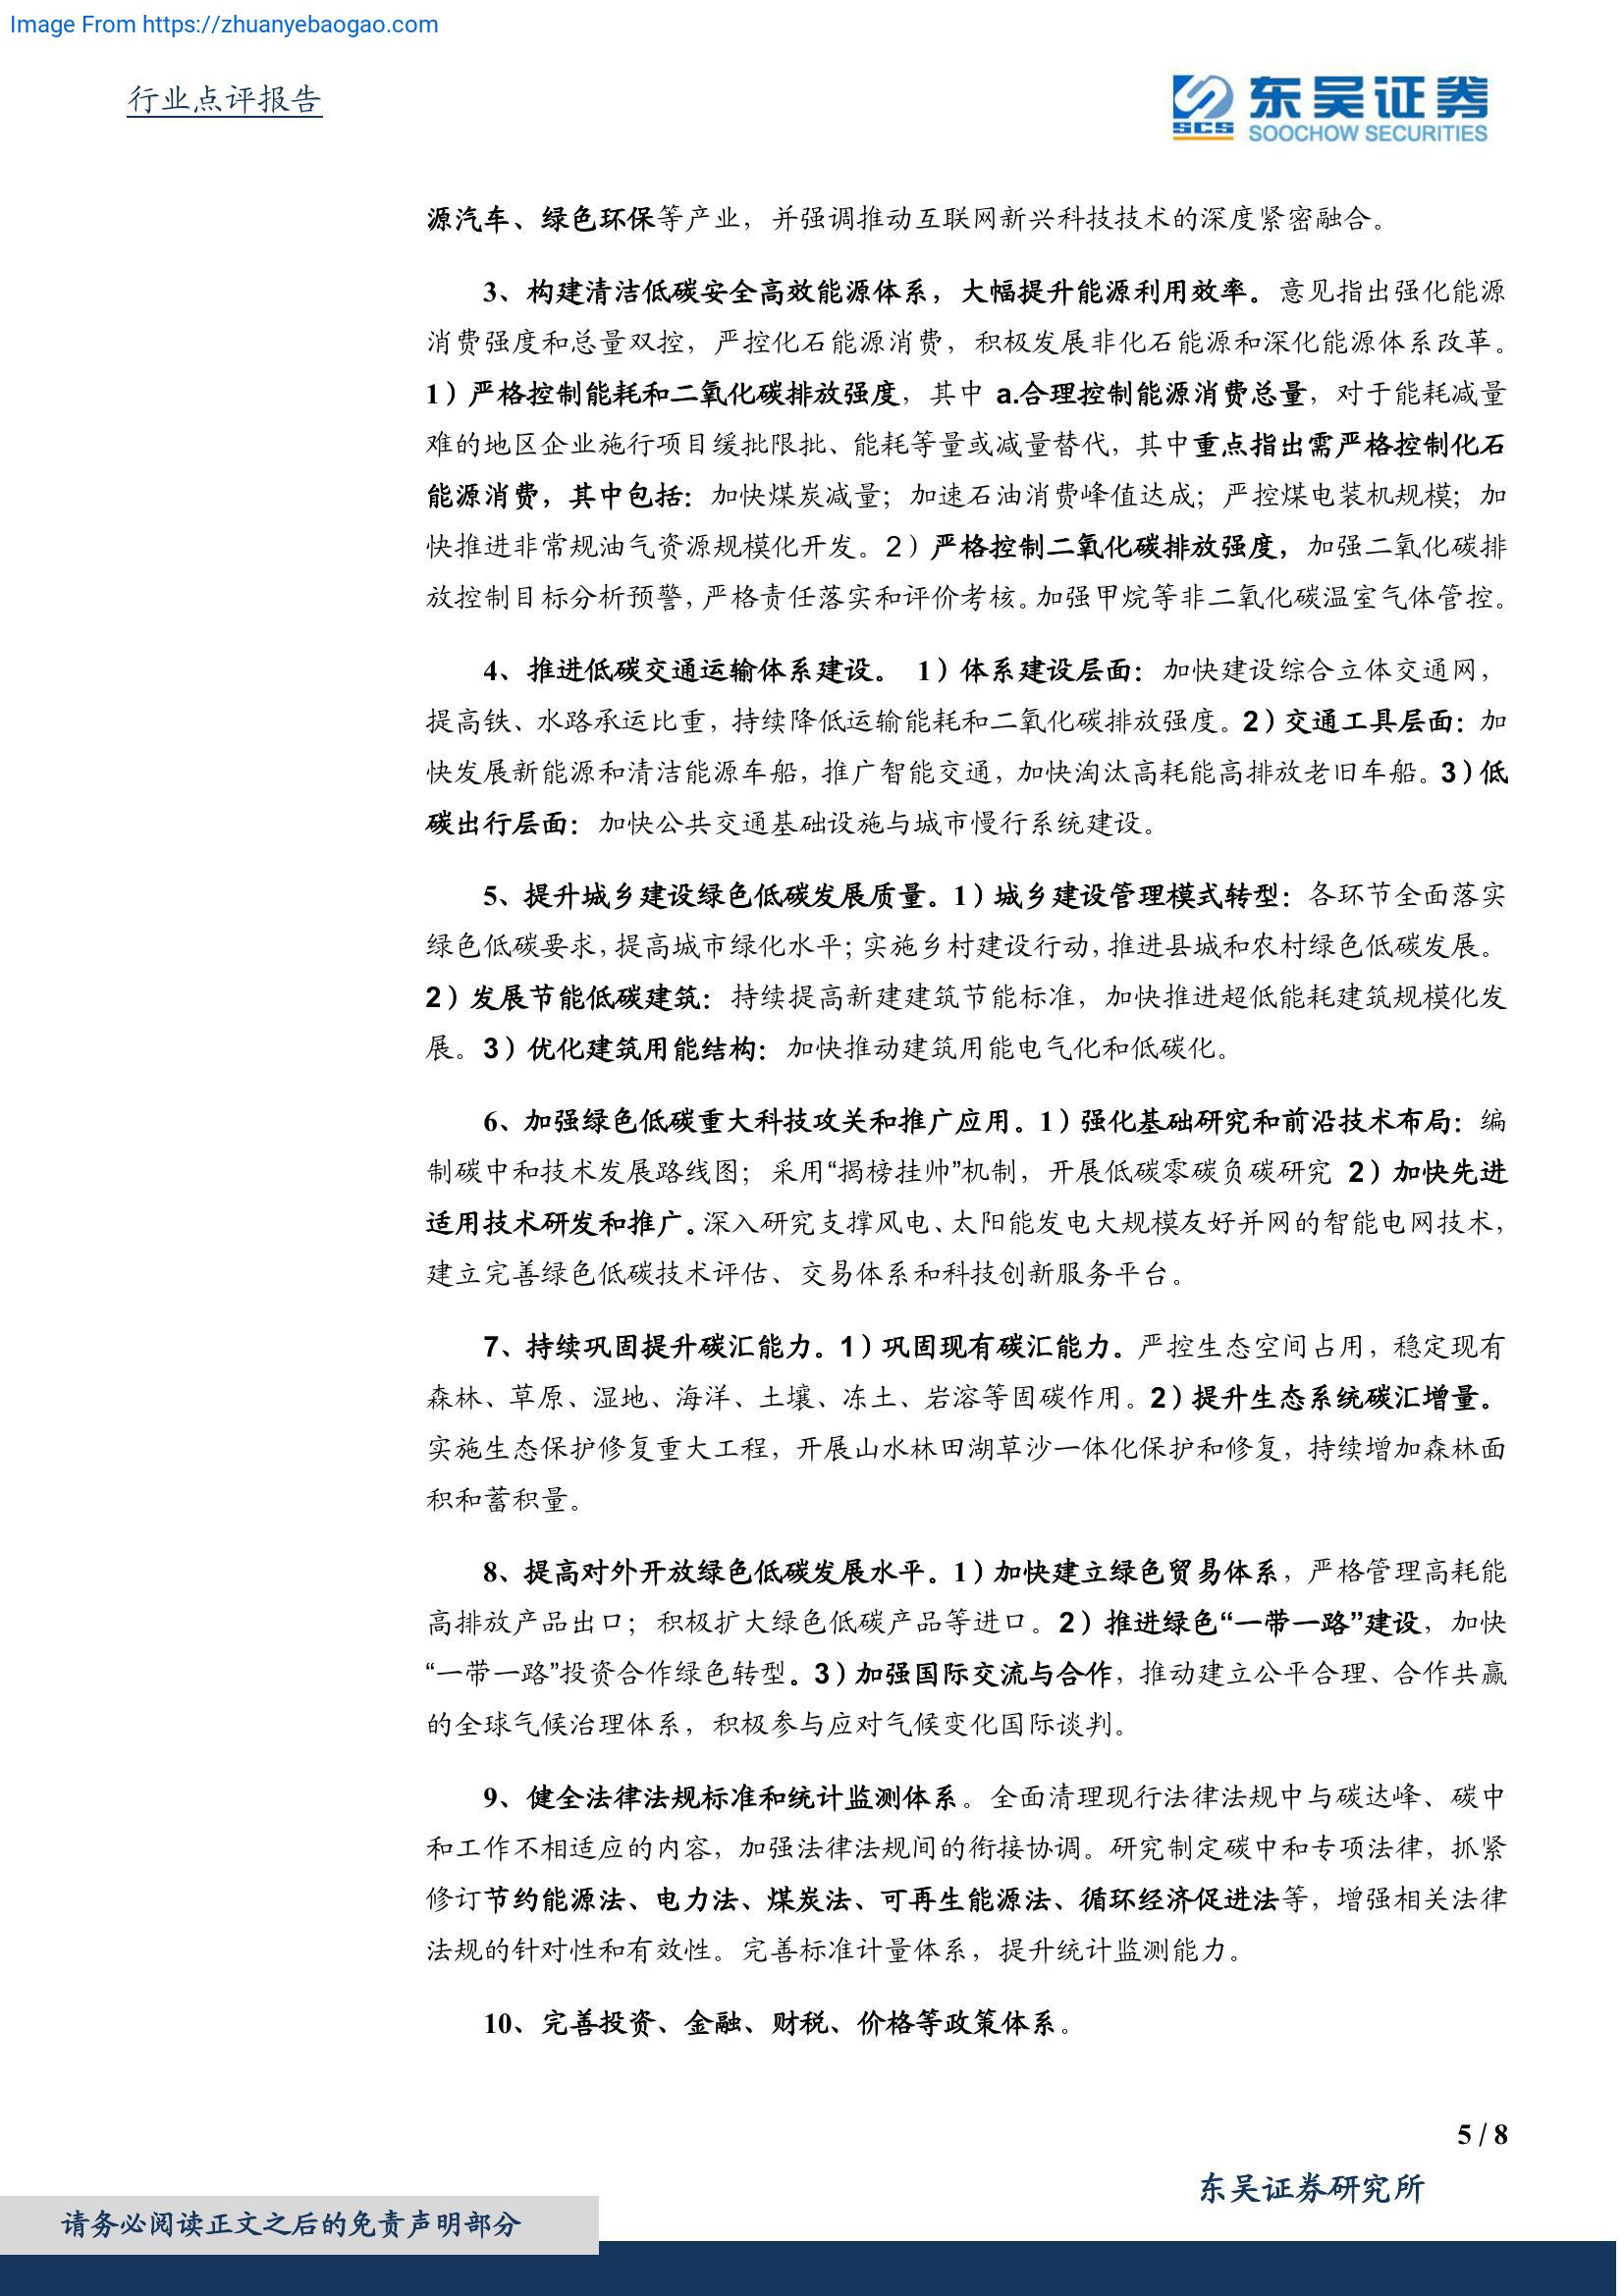 Image From https://zhuanyebaogao.com
行业点评报告
SCS 东吴证券
SOOCHOW SECURITIES
源汽车、绿色环保等产业，并强调推动互联网新兴科技技术的深度紧密融合。
3、构建清洁低碳安全高效能源体系，大幅提升能源利用效率。意见指出强化能源
消费强度和总量双控，严控化石能源消费，积极发展非化石能源和深化能源体系改革。
1）严格控制能耗和二氧化碳排放强度，其中 a.合理控制能源消费总量，对于能耗减量
难的地区企业施行项目缓批限批、能耗等量或减量替代，其中重点指出需严格控制化石
能源消费，其中包括：加快煤炭减量；加速石油消费峰值达成；严控煤电装机规模；加
快推进非常规油气资源规模化开发。2）严格控制二氧化碳排放强度，加强二氧化碳排
放控制目标分析预警，严格责任落实和评价考核。加强甲烷等非二氧化碳温室气体管控。
4、推进低碳交通运输体系建设。 1）体系建设层面：加快建设综合立体交通网，
提高铁、水路承运比重，持续降低运输能耗和二氧化碳排放强度。2）交通工具层面：加
快发展新能源和清洁能源车船，推广智能交通，加快淘汰高耗能高排放老旧车船。3）低
碳出行层面：加快公共交通基础设施与城市慢行系统建设。
5、提升城乡建设绿色低碳发展质量。1）城乡建设管理模式转型：各环节全面落实
绿色低碳要求，提高城市绿化水平；实施乡村建设行动，推进县城和农村绿色低碳发展。
2）发展节能低碳建筑：持续提高新建建筑节能标准，加快推进超低能耗建筑规模化发
展。3）优化建筑用能结构：加快推动建筑用能电气化和低碳化。
6、加强绿色低碳重大科技攻关和推广应用。1）强化基础研究和前沿技术布局：编
制碳中和技术发展路线图；采用“揭榜挂帅”机制，开展低碳零碳负碳研究 2）加快先进
适用技术研发和推广。深入研究支撑风电、太阳能发电大规模友好并网的智能电网技术，
建立完善绿色低碳技术评估、交易体系和科技创新服务平台。
7、持续巩固提升碳汇能力。1）巩固现有碳汇能力。严控生态空间占用，稳定现有
森林、草原、湿地、海洋、土壤、冻土、岩溶等固碳作用。2）提升生态系统碳汇增量。
实施生态保护修复重大工程，开展山水林田湖草沙一体化保护和修复，持续增加森林面
积和蓄积量。
8、提高对外开放绿色低碳发展水平。1）加快建立绿色贸易体系，严格管理高耗能
高排放产品出口；积极扩大绿色低碳产品等进口。2）推进绿色“一带一路”建设，加快
“一带一路”投资合作绿色转型。3）加强国际交流与合作，推动建立公平合理、合作共赢
的全球气候治理体系，积极参与应对气候变化国际谈判。
9、健全法律法规标准和统计监测体系。全面清理现行法律法规中与碳达峰、碳中
和工作不相适应的内容，加强法律法规间的衔接协调。研究制定碳中和专项法律，抓紧
修订节约能源法、电力法、煤炭法、可再生能源法、循环经济促进法等，增强相关法律
法规的针对性和有效性。完善标准计量体系，提升统计监测能力。
10、完善投资、金融、财税、价格等政策体系。
5 / 8
东吴证券研究所
请务必阅读正文之后的免责声明部分